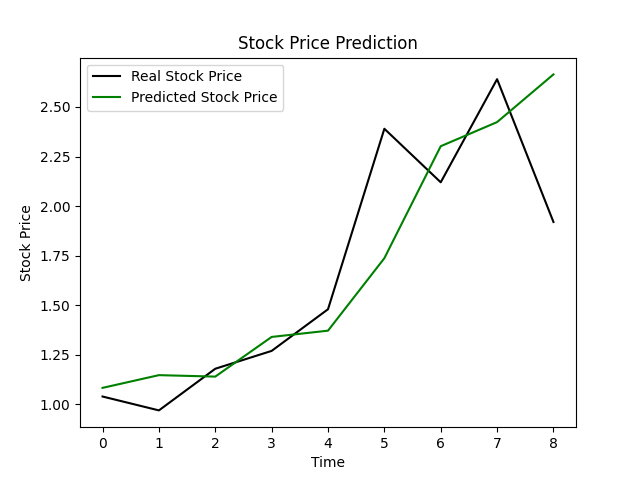 Stock Price Prediction
Real Stock Price
Predicted Stock Price
Stock Price
2.50
2.25
2.00
1.75
1.50
1.25
1.00
0 1 2 3 4 5 6 7 8
Time